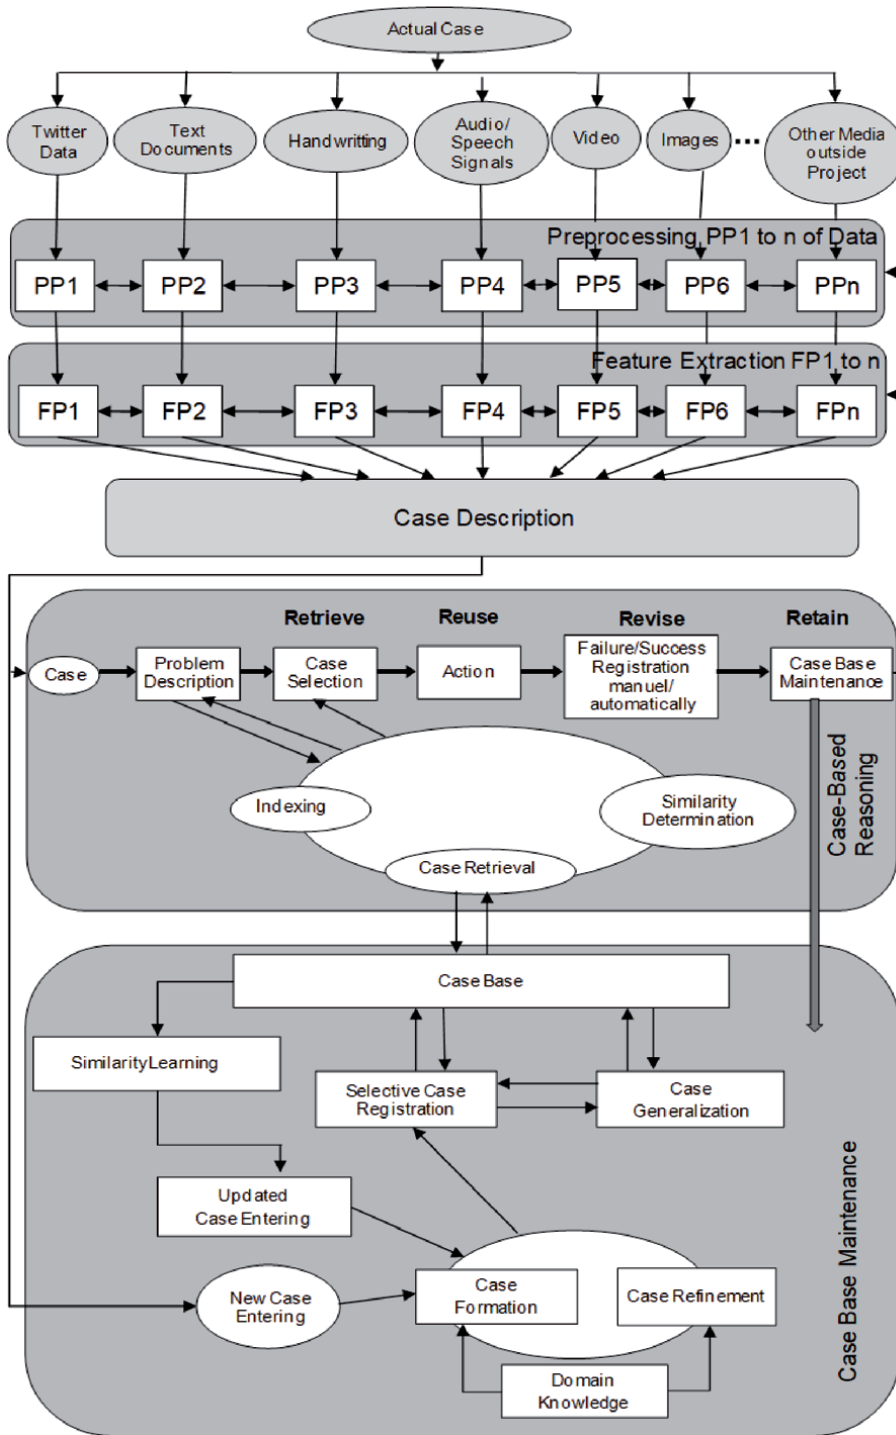 Actual Case
Twitter
Data
Text
Documents
Handwritting
Audio/
Speech
Signals
Video
Images
...
Other Media
outside
Project
Preprocessing, PP1 to n of Data
PP1
PP2
PP3
PP4
PP5
PP6
PPn
Feature Extraction FP1 to n
FP1
FP2
FP3
FP4
FP5
FP6
FPn
Case Description
Retrieve
Reuse
Revise
Retain
Case
Problem
Description
Case
Selection
Action
Failure/Success
Registration
manuel/
automatically
Case Base
Maintenance
Indexing
Similarity
Determination
Case Retrieval
Case-Based
Reasoning
Case Base
Similarity Learning
Selective Case
Registration
Case
Generalization
Updated
Case Entering
New Case
Entering
Case
Formation
Case Refinement
Domain
Knowledge
Case Base Maintenance